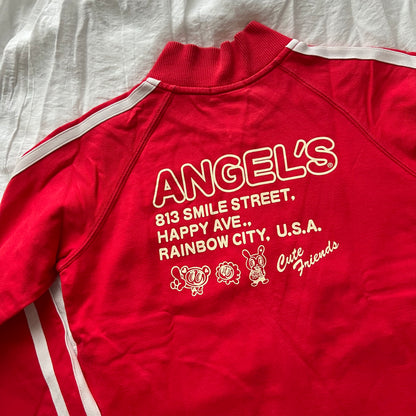 ANGEL'S®
813 SMILE STREET,
HAPPY AVE.,
RAINBOW CITY, U.S.A.
Cute
Friends